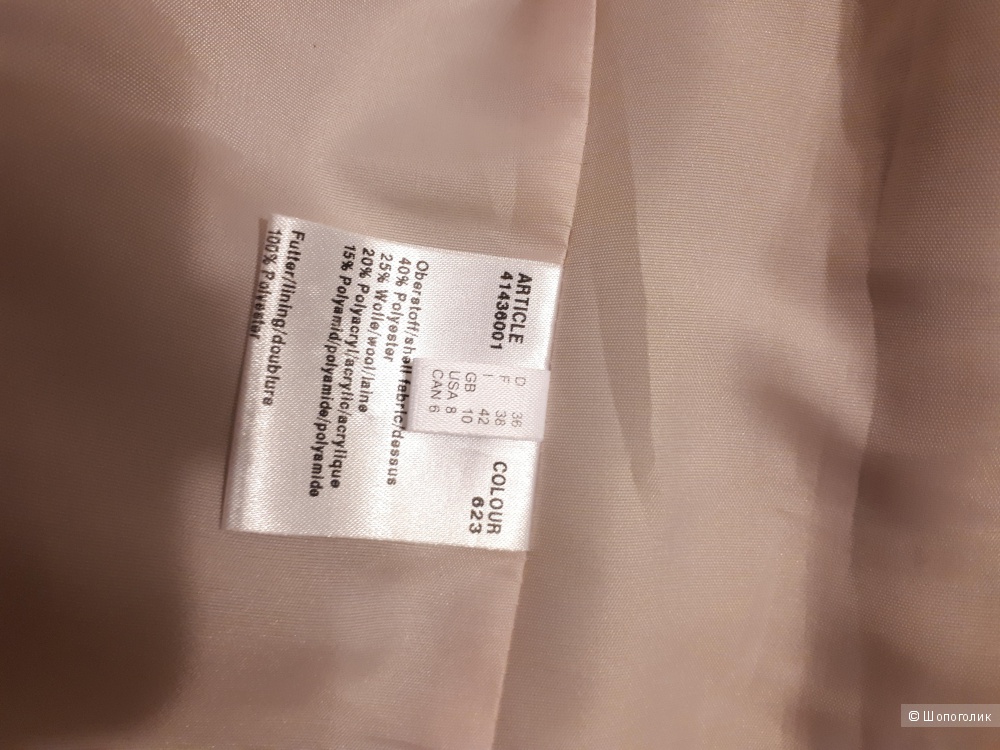 ARTICLE
41436001
COLOUR
623
D 36
F 38
I 42
GB 10
USA 8
CAN 6
Oberstoff/shell fabric/dessus
40% Polyester
25% Wolle/wool/laine
20% Polyacryl/acrylic/acrylique
15% Polyamid/polyamide/polyamide
Futter/lining/doublure
100% Polyester
© Шопоголик